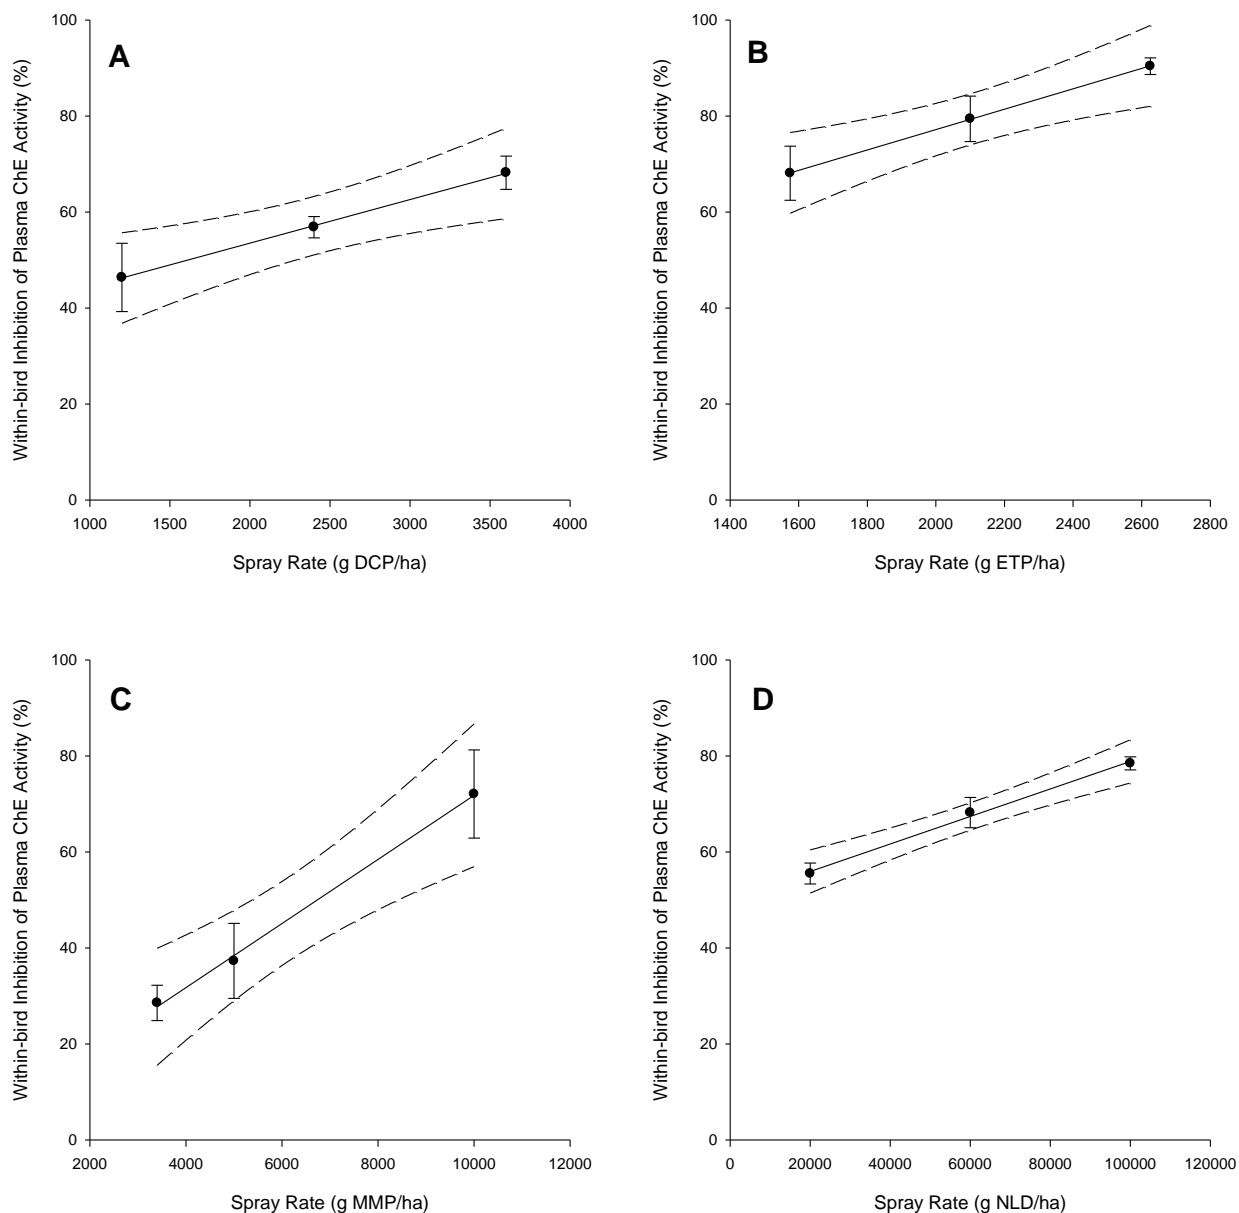 A
Within-bird Inhibition of Plasma ChE Activity (%)
100
80
60
40
20
0
1000 1500 2000 2500 3000 3500 4000
Spray Rate (g DCP/ha)
B
Within-bird Inhibition of Plasma ChE Activity (%)
100
80
60
40
20
0
1400 1600 2000 2200 2400 2600 2800
Spray Rate (g ETP/ha)
C
Within-bird Inhibition of Plasma ChE Activity (%)
100
80
60
40
20
0
2000 4000 6000 8000 10000 12000
Spray Rate (g MMP/ha)
D
Within-bird Inhibition of Plasma ChE Activity (%)
100
80
60
40
20
0
0 20000 40000 60000 80000 100000 120000
Spray Rate (g NLD/ha)